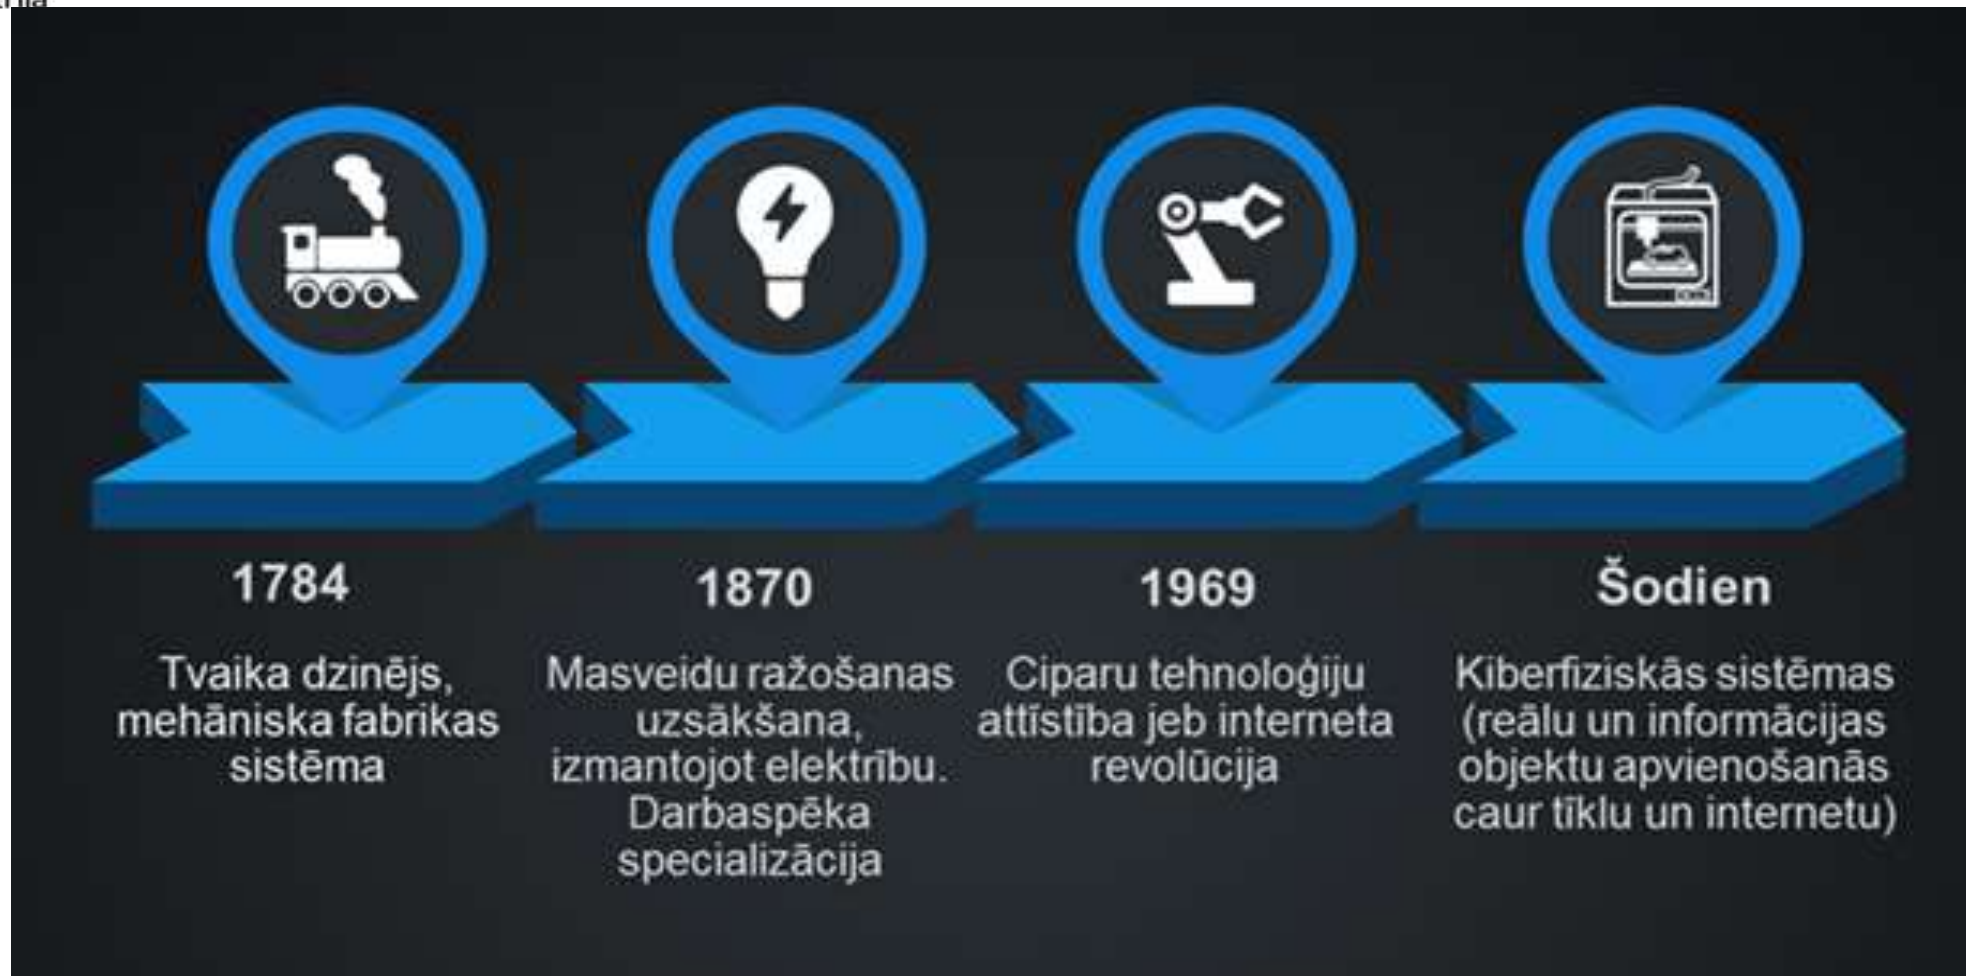 1784
Tvaika dzinējs,
mehāniska fabrikas
sistēma
1870
Masveidu ražošanas
uzsākšana,
izmantojot elektrību.
Darbaspēka
specializācija
1969
Ciparu tehnoloģiju
attīstība jeb interneta
revolūcija
Šodien
Kiberfiziskās sistēmas
(reālu un informācijas
objektu apvienošanās
caur tīklu un internetu)